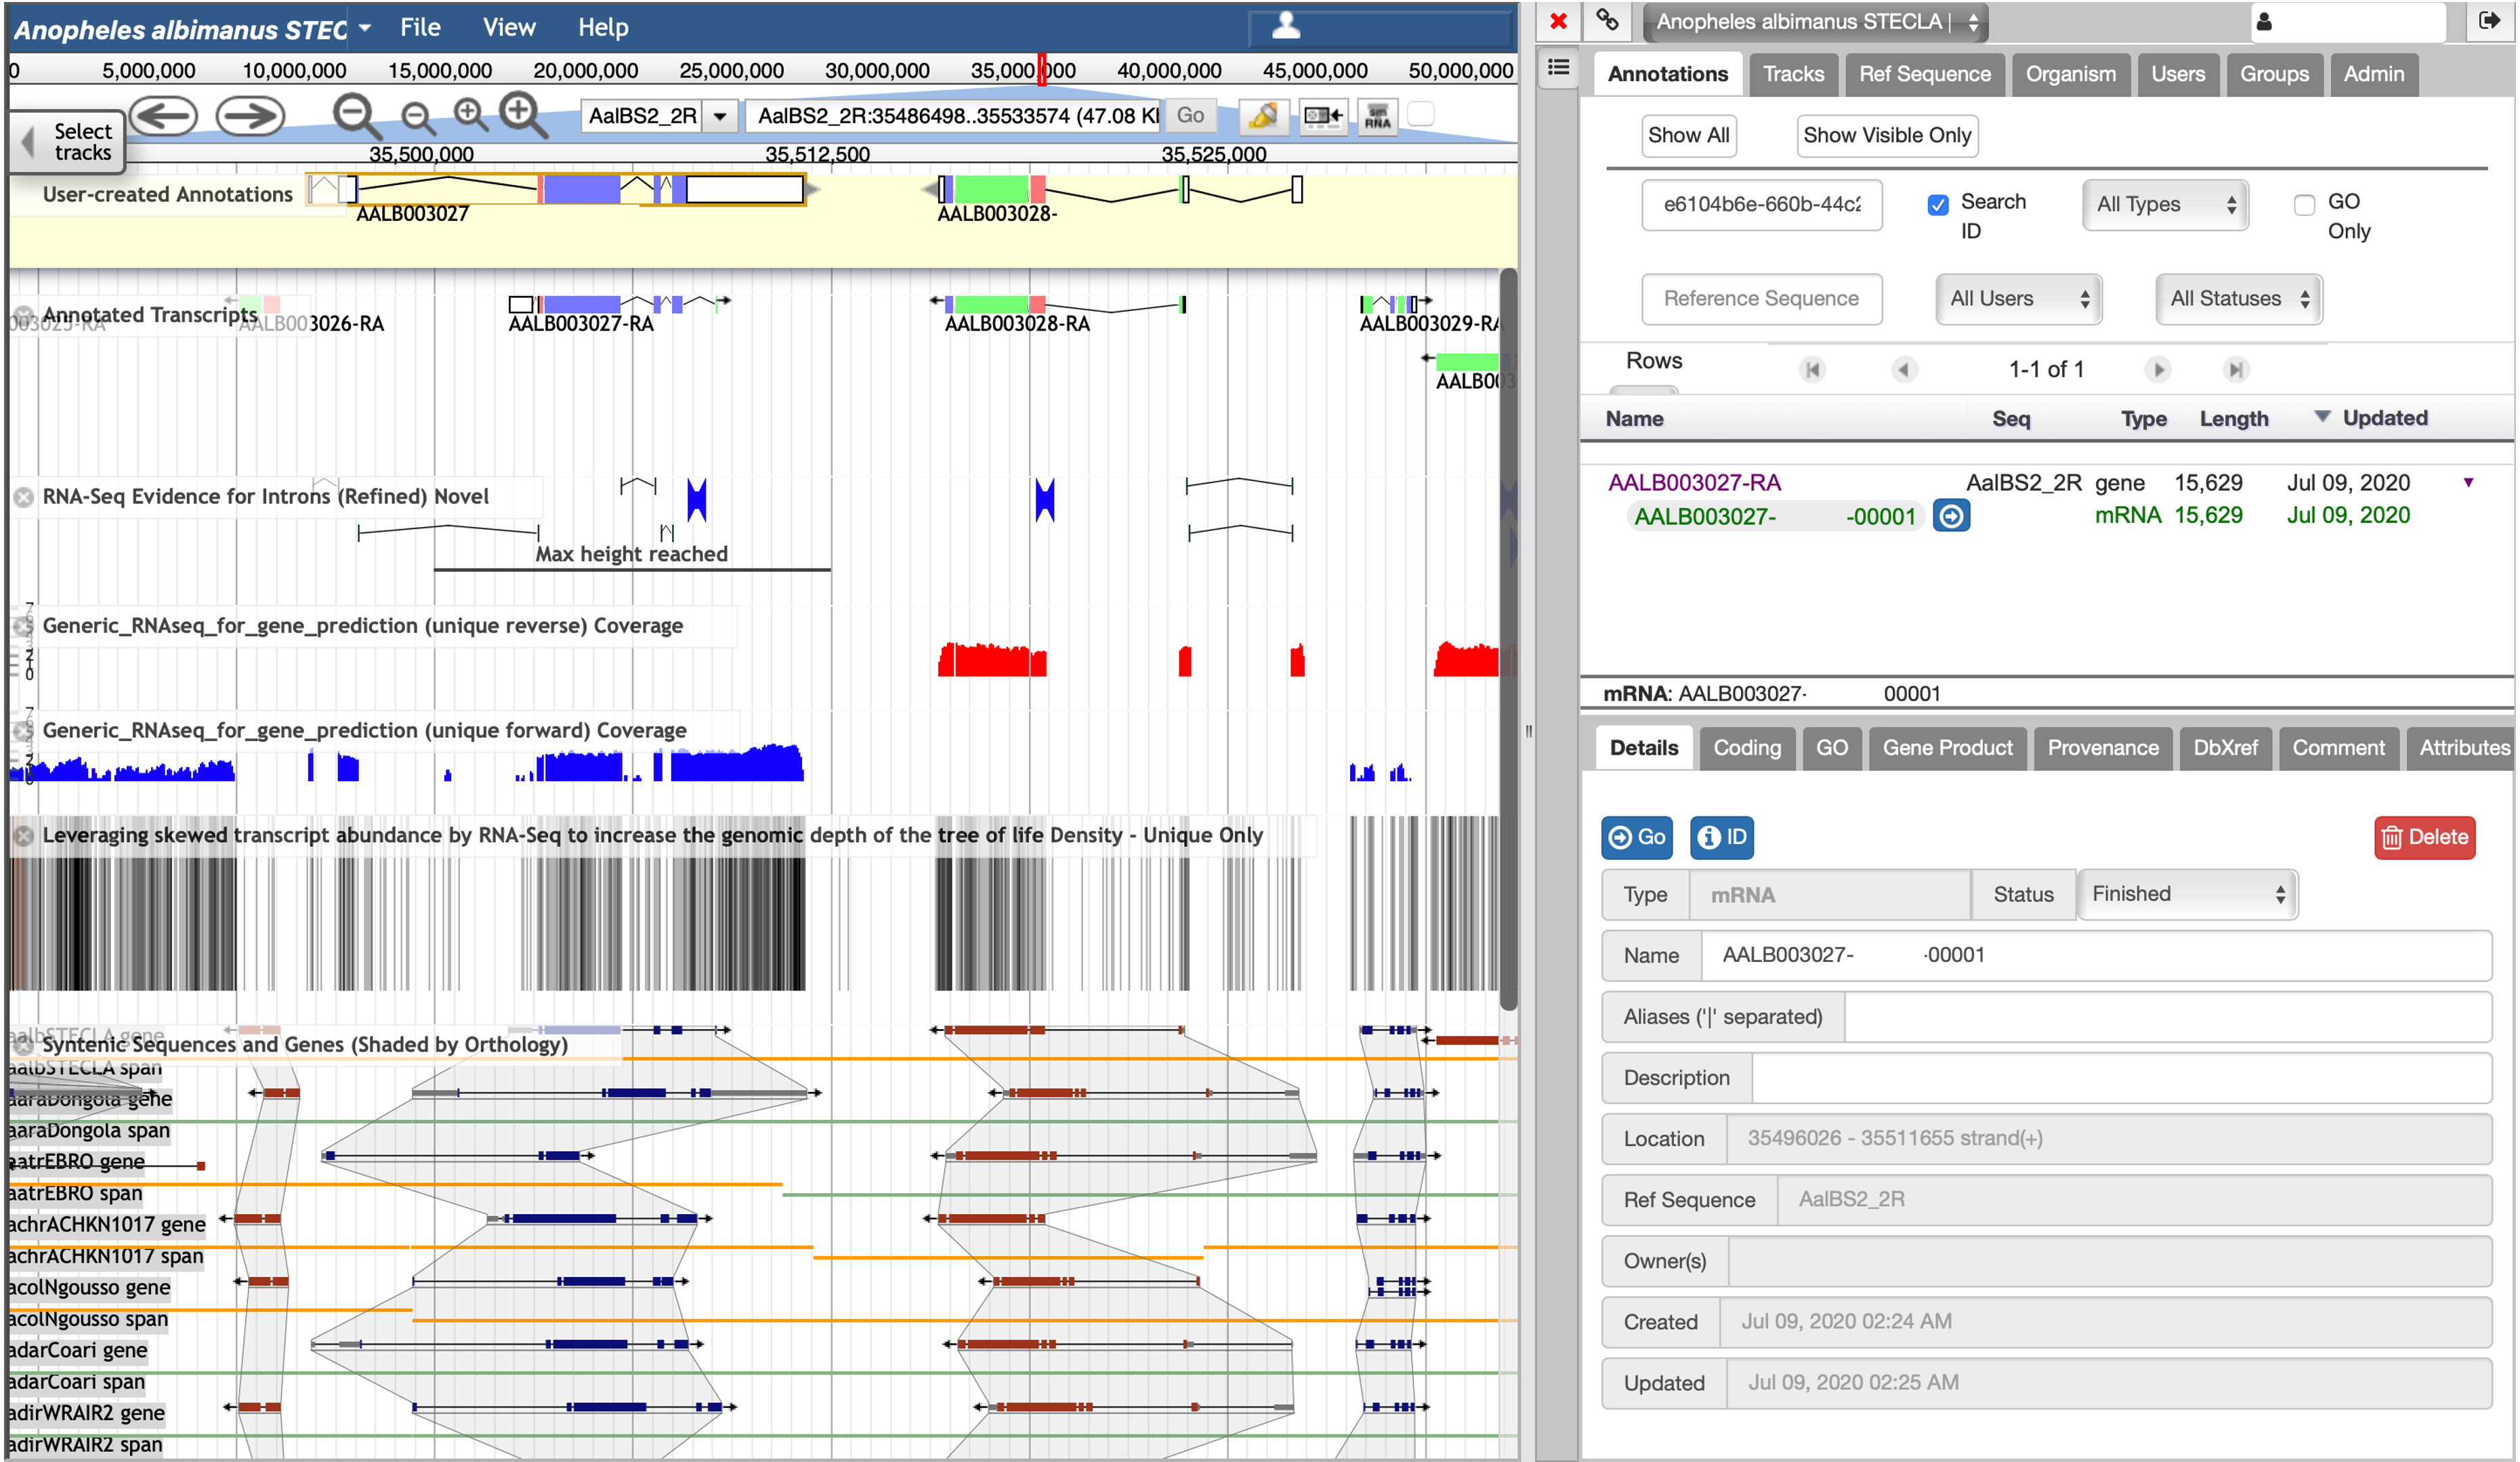 Anopheles albimanus STEC File View Help
0 5,000,000 10,000,000 15,000,000 20,000,000 25,000,000 30,000,000 35,000,000 40,000,000 45,000,000 50,000,000
Select tracks
AalBS2_2R AalBS2_2R:35486498..35533574 (47.08 Kl Go
smRNA
35,500,000 35,512,500 35,525,000
User-created Annotations
AALB003027 AALB003028-
Annotated Transcripts
003025-RA AALB003026-RA AALB003027-RA AALB003028-RA AALB003029-RA
AALB003
RNA-Seq Evidence for Introns (Refined) Novel
Max height reached
Generic_RNAseq_for_gene_prediction (unique reverse) Coverage
7
2
1
0
Generic_RNAseq_for_gene_prediction (unique forward) Coverage
7
2
0
Leveraging skewed transcript abundance by RNA-Seq to increase the genomic depth of the tree of life Density - Unique Only
aalbSTECLA gene
Syntenic Sequences and Genes (Shaded by Orthology)
aalbSTECLA span
aaraDongola gene
aaraDongola span
aatrEBRO gene
aatrEBRO span
achrACHKN1017 gene
achrACHKN1017 span
acolNgousso gene
acolNgousso span
adarCoari gene
adarCoari span
adirWRAIR2 gene
adirWRAIR2 span
Anopheles albimanus STECLA |
Annotations Tracks Ref Sequence Organism Users Groups Admin
Show All Show Visible Only
e6104b6e-660b-44c2 Search ID All Types GO Only
Reference Sequence All Users All Statuses
Rows 1-1 of 1
Name Seq Type Length Updated
AALB003027-RA AalBS2_2R gene 15,629 Jul 09, 2020
AALB003027- -00001 mRNA 15,629 Jul 09, 2020
mRNA: AALB003027- 00001
Details Coding GO Gene Product Provenance DbXref Comment Attributes
Go ID Delete
Type mRNA Status Finished
Name AALB003027- -00001
Aliases ('|' separated)
Description
Location 35496026 - 35511655 strand(+)
Ref Sequence AalBS2_2R
Owner(s)
Created Jul 09, 2020 02:24 AM
Updated Jul 09, 2020 02:25 AM